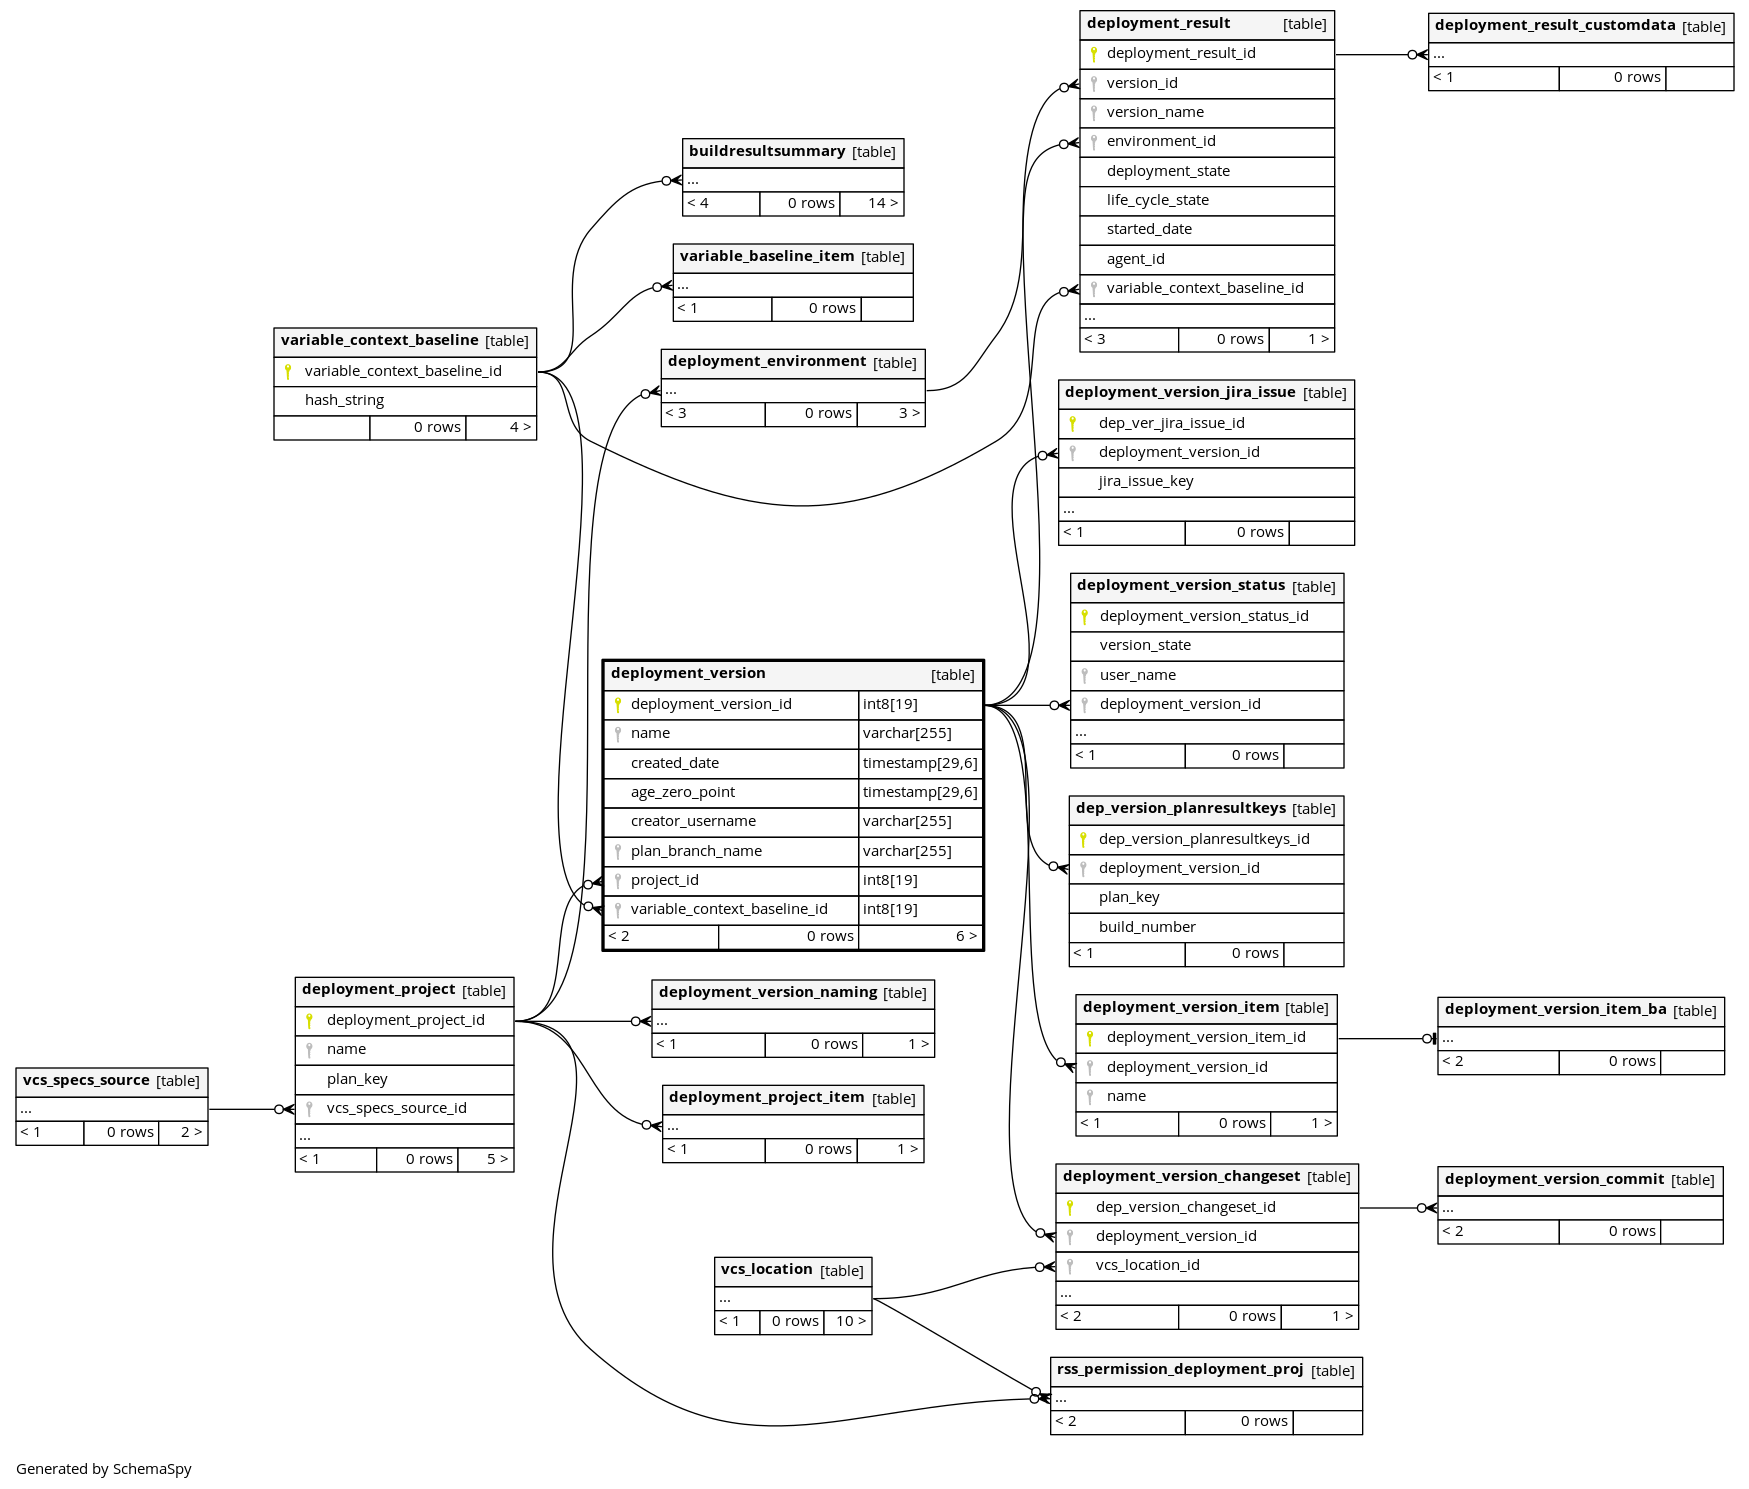 deployment_result [table]
deployment_result_id
version_id
version_name
environment_id
deployment_state
life_cycle_state
started_date
agent_id
variable_context_baseline_id
...
< 3 0 rows 1 >
deployment_result_customdata [table]
...
< 1 0 rows
buildresultsummary [table]
...
< 4 0 rows 14 >
variable_baseline_item [table]
...
< 1 0 rows
variable_context_baseline [table]
variable_context_baseline_id
hash_string
0 rows 4 >
deployment_environment [table]
...
< 3 0 rows 3 >
deployment_version_jira_issue [table]
dep_ver_jira_issue_id
deployment_version_id
jira_issue_key
...
< 1 0 rows
deployment_version_status [table]
deployment_version_status_id
version_state
user_name
deployment_version_id
...
< 1 0 rows
deployment_version [table]
deployment_version_id int8[19]
name varchar[255]
created_date timestamp[29,6]
age_zero_point timestamp[29,6]
creator_username varchar[255]
plan_branch_name varchar[255]
project_id int8[19]
variable_context_baseline_id int8[19]
< 2 0 rows 6 >
dep_version_planresultkeys [table]
dep_version_planresultkeys_id
deployment_version_id
plan_key
build_number
< 1 0 rows
deployment_project [table]
deployment_project_id
name
plan_key
vcs_specs_source_id
...
< 1 0 rows 5 >
deployment_version_naming [table]
...
< 1 0 rows 1 >
deployment_version_item [table]
deployment_version_item_id
deployment_version_id
name
< 1 0 rows 1 >
deployment_version_item_ba [table]
...
< 2 0 rows
vcs_specs_source [table]
...
< 1 0 rows 2 >
deployment_project_item [table]
...
< 1 0 rows 1 >
deployment_version_changeset [table]
dep_version_changeset_id
deployment_version_id
vcs_location_id
...
< 2 0 rows 1 >
deployment_version_commit [table]
...
< 2 0 rows
vcs_location [table]
...
< 1 0 rows 10 >
rss_permission_deployment_proj [table]
...
< 2 0 rows
Generated by SchemaSpy